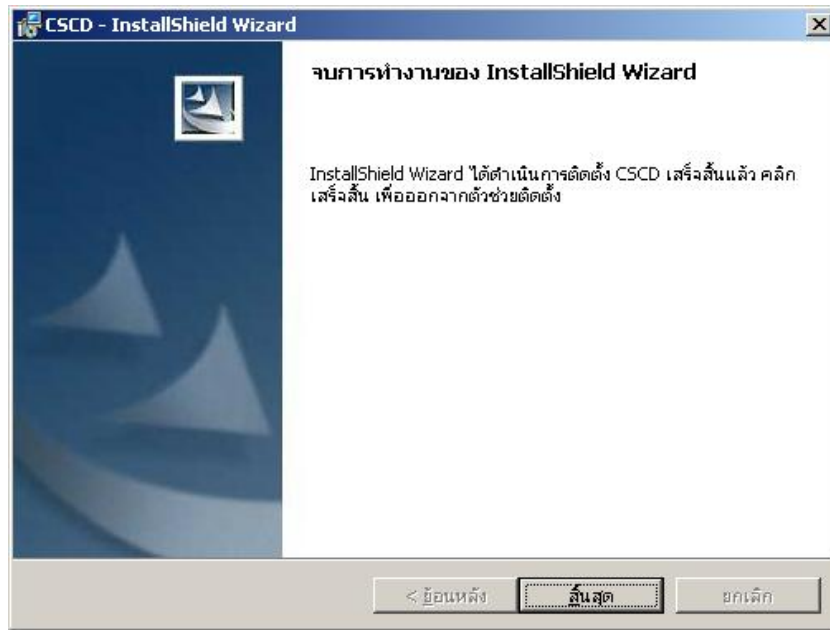 CSCD - InstallShield Wizard
จบการทำงานของ InstallShield Wizard
InstallShield Wizard ได้ดำเนินการติดตั้ง CSCD เสร็จสิ้นแล้ว คลิก
เสร็จสิ้น เพื่อออกจากตัวช่วยติดตั้ง
< ย้อนหลัง
สิ้นสุด
ยกเลิก